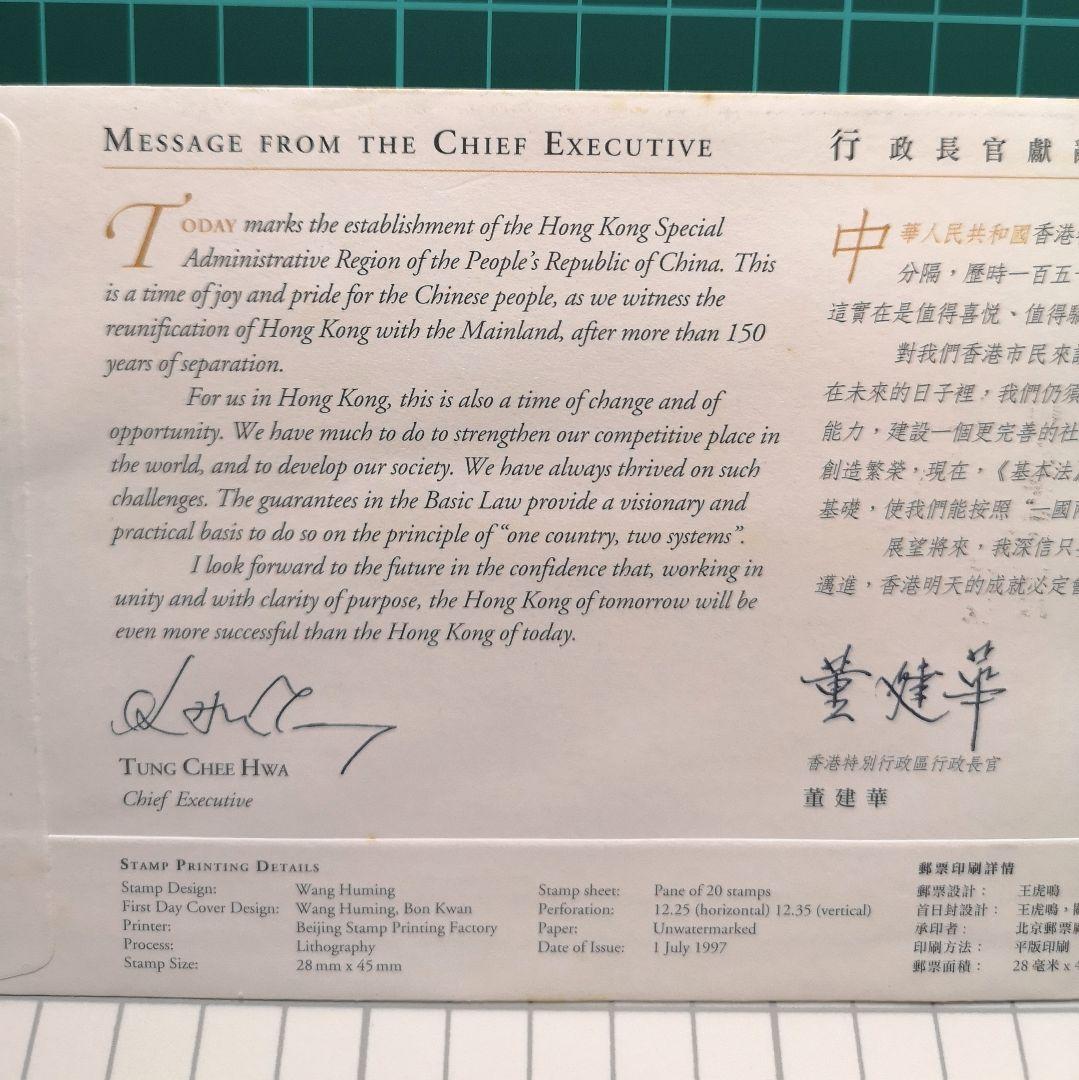 MESSAGE FROM THE CHIEF EXECUTIVE
TODAY marks the establishment of the Hong Kong Special
Administrative Region of the People's Republic of China. This
is a time of joy and pride for the Chinese people, as we witness the
reunification of Hong Kong with the Mainland, after more than 150
years of separation.
For us in Hong Kong, this is also a time of change and of
opportunity. We have much to do to strengthen our competitive place in
the world, and to develop our society. We have always thrived on such
challenges. The guarantees in the Basic Law provide a visionary and
practical basis to do so on the principle of “one country, two systems”.
I look forward to the future in the confidence that, working in
unity and with clarity of purpose, the Hong Kong of tomorrow will be
even more successful than the Hong Kong of today.
TUNG CHEE HWA
Chief Executive
行政長官獻
中華人民共和國香港
分隔，歷時一百五
這實在是值得喜悅、值得
對我們香港市民來
在未來的日子裡，我們仍須
能力，建設一個更完善的社
創造繁榮，現在，《基本法
基礎，使我們能按照“一國
展望將來，我深信只
邁進，香港明天的成就必定
董建華
香港特別行政區行政長官
董建華
STAMP PRINTING DETAILS
Stamp Design: Wang Huming
First Day Cover Design: Wang Huming, Bon Kwan
Printer: Beijing Stamp Printing Factory
Process: Lithography
Stamp Size: 28 mm x 45 mm
Stamp sheet: Pane of 20 stamps
Perforation: 12.25 (horizontal) 12.35 (vertical)
Paper: Unwatermarked
Date of Issue: 1 July 1997
郵票印刷詳情
郵票設計： 王虎鳴
首日封設計： 王虎鳴，
承印者： 北京郵票
印刷方法： 平版印刷
郵票面積： 28 毫米 x